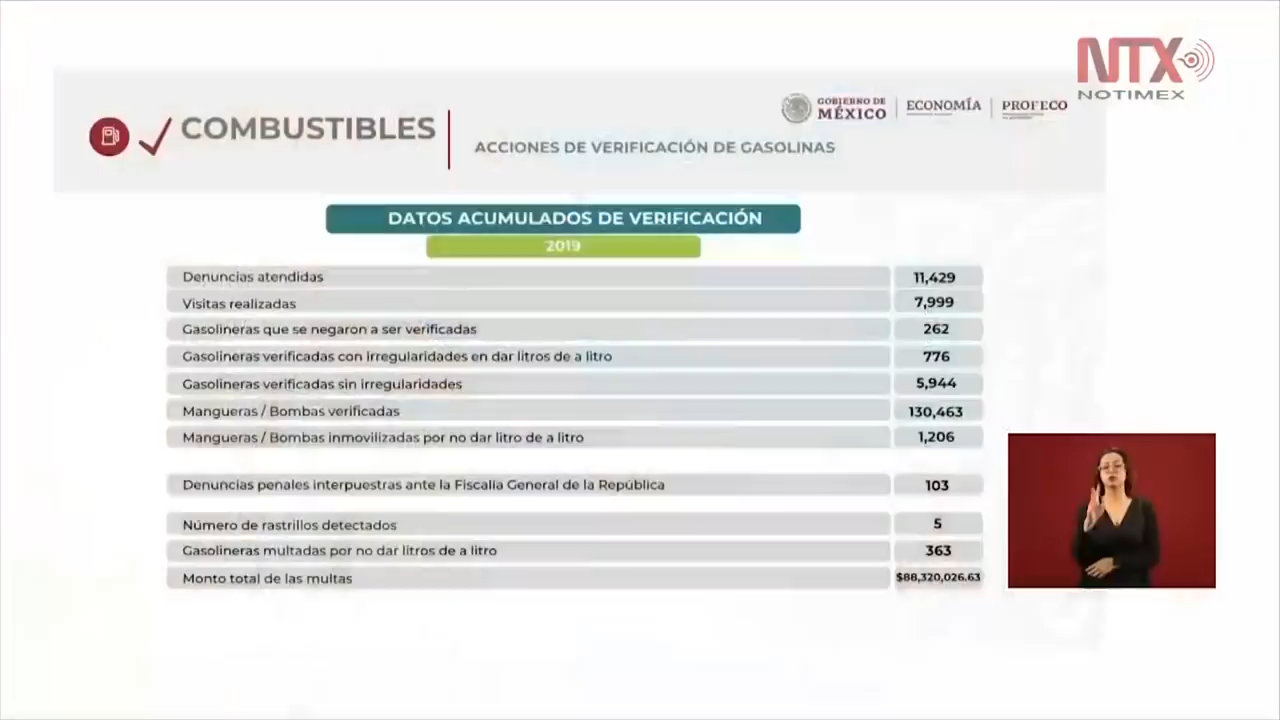 NTX
NOTIMEX
GOBIERNO DE
MÉXICO
ECONOMÍA
PROFECO
COMBUSTIBLES
ACCIONES DE VERIFICACIÓN DE GASOLINAS
DATOS ACUMULADOS DE VERIFICACIÓN
2019
Denuncias atendidas 11,429
Visitas realizadas 7,999
Gasolineras que se negaron a ser verificadas 262
Gasolineras verificadas con irregularidades en dar litros de a litro 776
Gasolineras verificadas sin irregularidades 5,944
Mangueras / Bombas verificadas 130,463
Mangueras / Bombas inmovilizadas por no dar litro de a litro 1,206
Denuncias penales interpuestras ante la Fiscalía General de la República 103
Número de rastrillos detectados 5
Gasolineras multadas por no dar litros de a litro 363
Monto total de las multas $88,320,026.63